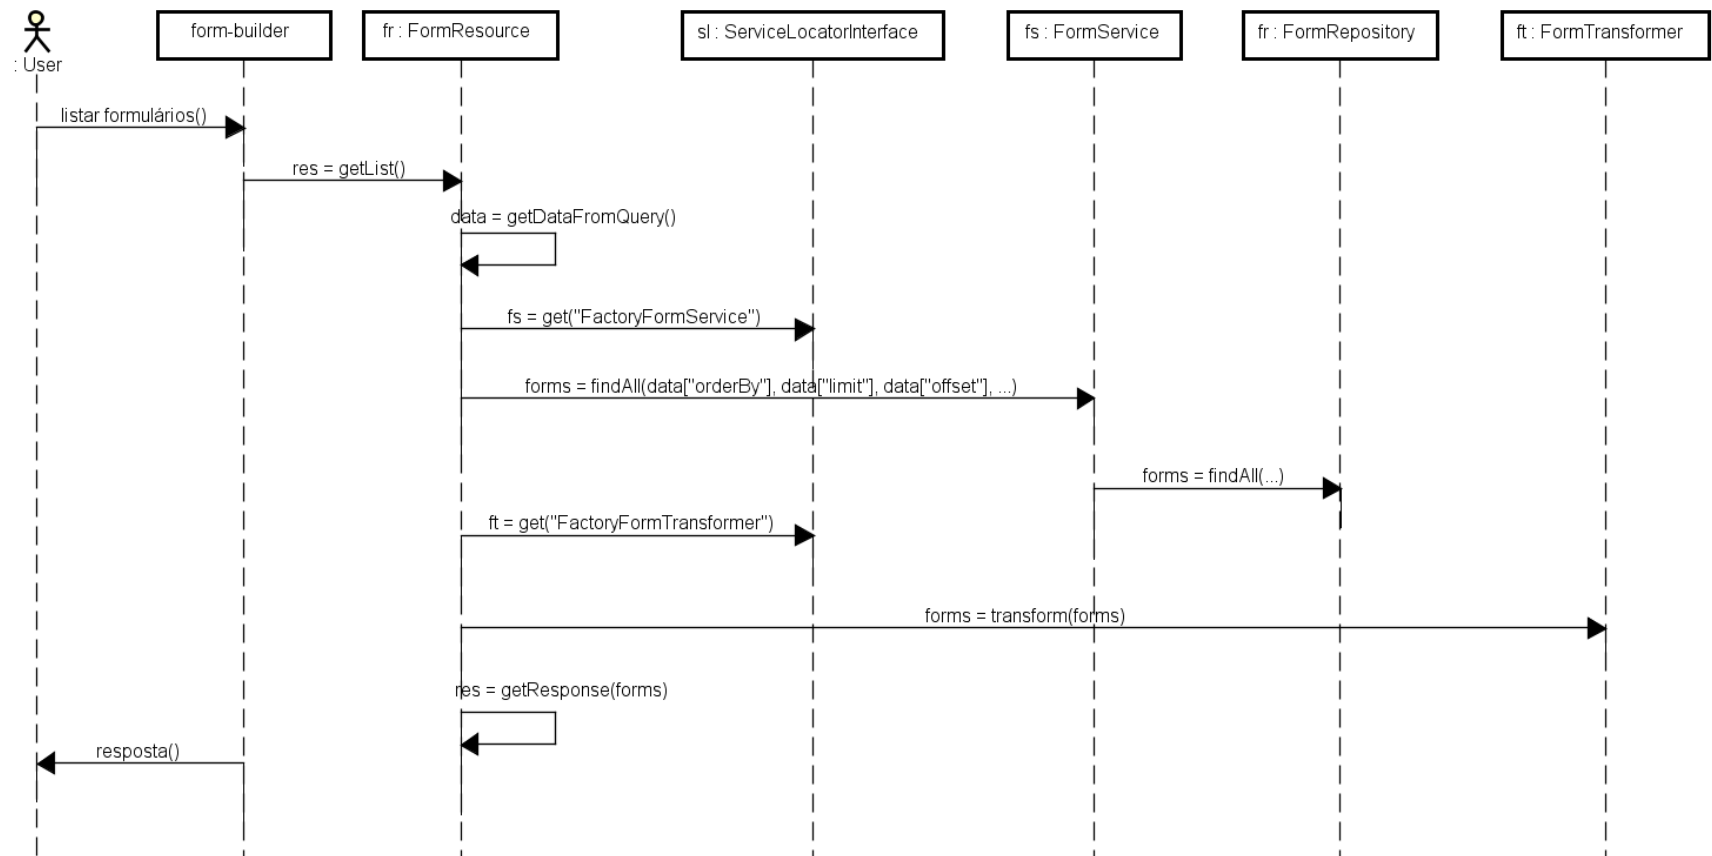 form-builder
fr : FormResource
sl : ServiceLocatorInterface
fs : FormService
fr : FormRepository
ft : FormTransformer
: User
listar formulários()
res = getList()
data = getDataFromQuery()
fs = get("FactoryFormService")
forms = findAll(data["orderBy"], data["limit"], data["offset"], ...)
forms = findAll(...)
ft = get("FactoryFormTransformer")
forms = transform(forms)
res = getResponse(forms)
resposta()